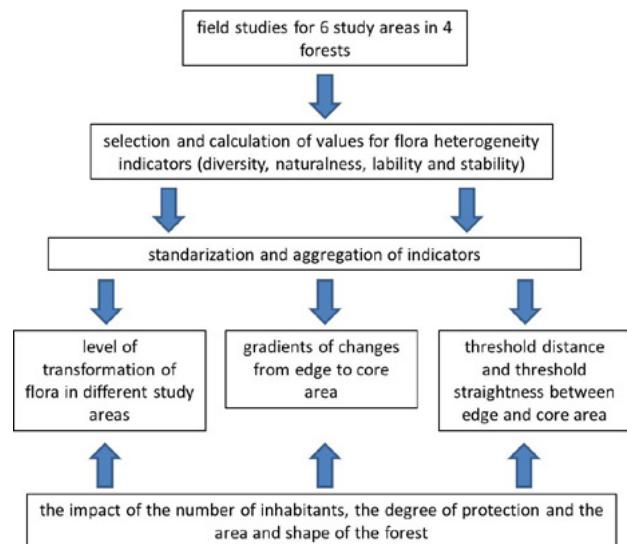 field studies for 6 study areas in 4
forests
selection and calculation of values for flora heterogeneity
indicators (diversity, naturalness, lability and stability)
standarization and aggregation of indicators
level of
transformation of
flora in different study
areas
gradients of changes
from edge to core
area
threshold distance
and threshold
straightness between
edge and core area
the impact of the number of inhabitants, the degree of protection and the
area and shape of the forest